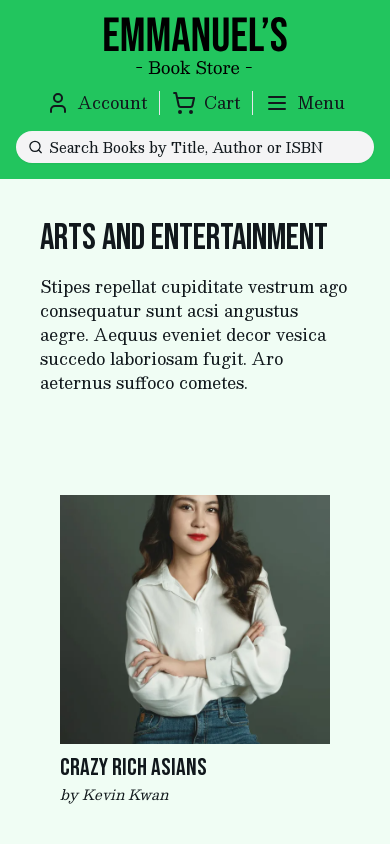 EMMANUEL’S
- Book Store -
Account
Cart
Menu
Search Books by Title, Author or ISBN
ARTS AND ENTERTAINMENT
Stipes repellat cupiditate vestrum ago
consequatur sunt acsi angustus
aegre. Aequus eveniet decor vesica
succedo laboriosam fugit. Aro
aeternus suffoco cometes.
CRAZY RICH ASIANS
by Kevin Kwan